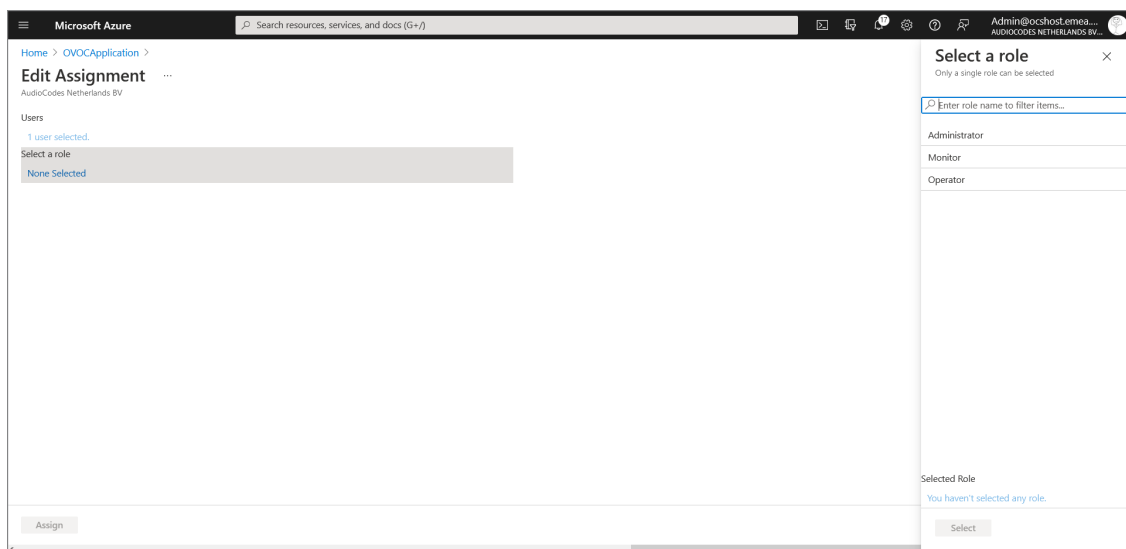 Microsoft Azure
Search resources, services, and docs (G+/)
17
Admin@ocshost.emea....
AUDIOCODES NETHERLANDS BV...
Home > OVOCApplication >
Edit Assignment ...
AudioCodes Netherlands BV
Users
1 user selected.
Select a role
None Selected
Assign
Select a role
Only a single role can be selected
Enter role name to filter items...
Administrator
Monitor
Operator
Selected Role
You haven't selected any role.
Select